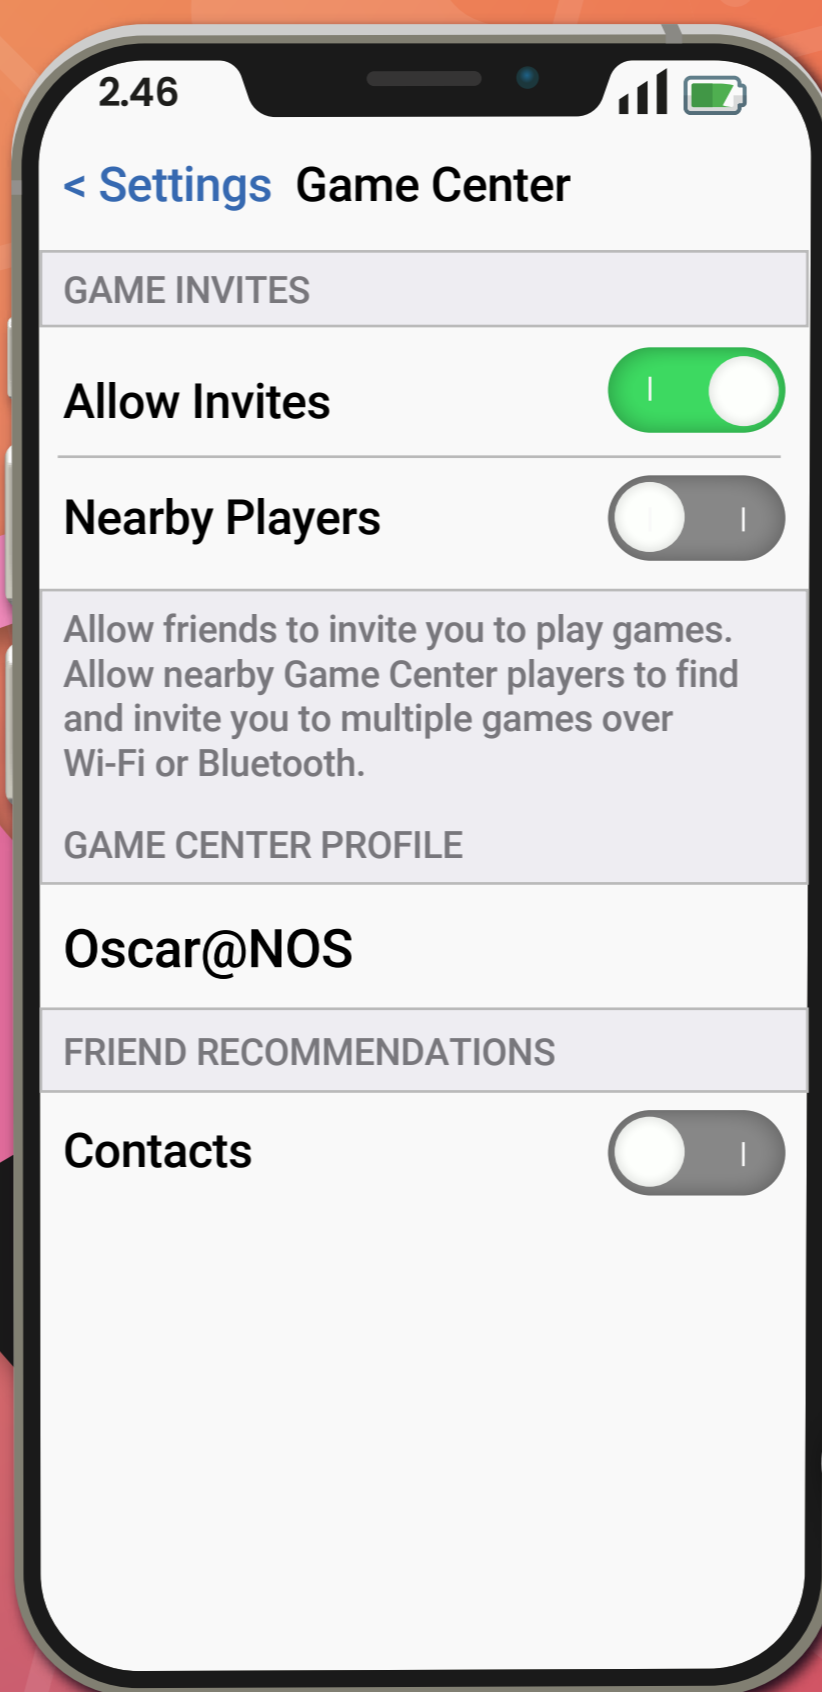 2.46
< Settings Game Center
GAME INVITES
Allow Invites
Nearby Players
Allow friends to invite you to play games.
Allow nearby Game Center players to find
and invite you to multiple games over
Wi-Fi or Bluetooth.
GAME CENTER PROFILE
Oscar@NOS
FRIEND RECOMMENDATIONS
Contacts